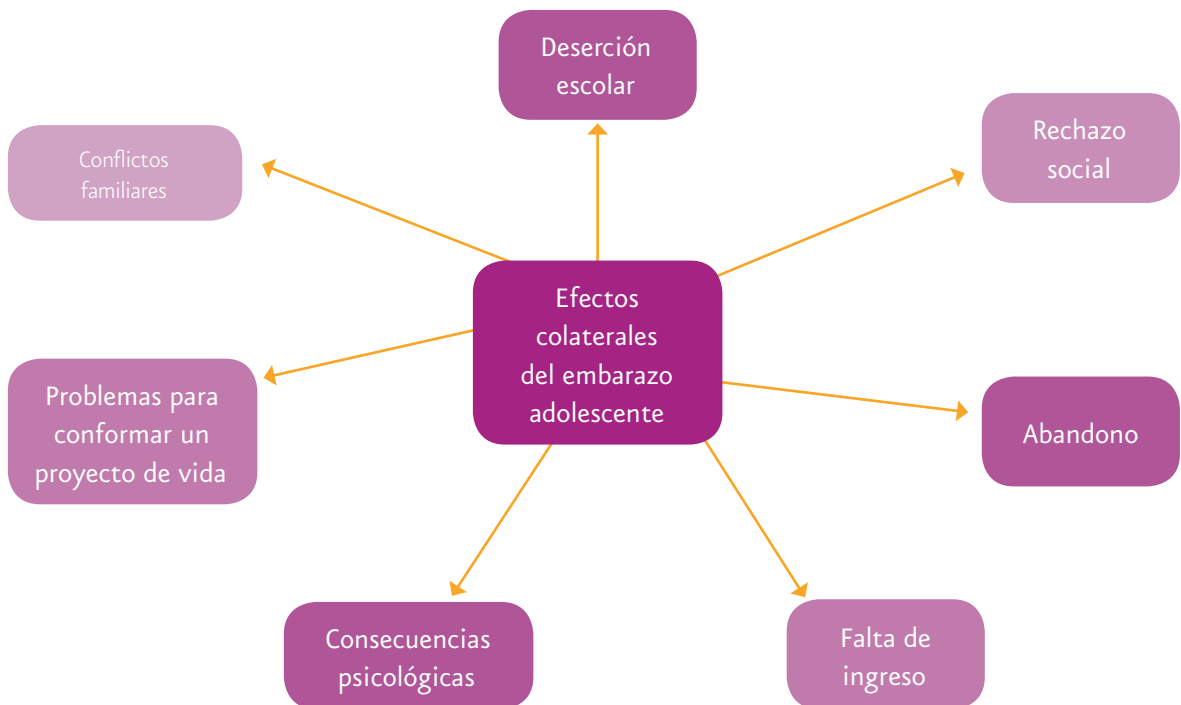 Deserción
escolar
Conflictos
familiares
Rechazo
social
Efectos
colaterales
del embarazo
adolescente
Problemas para
conformar un
proyecto de vida
Abandono
Consecuencias
psicológicas
Falta de
ingreso